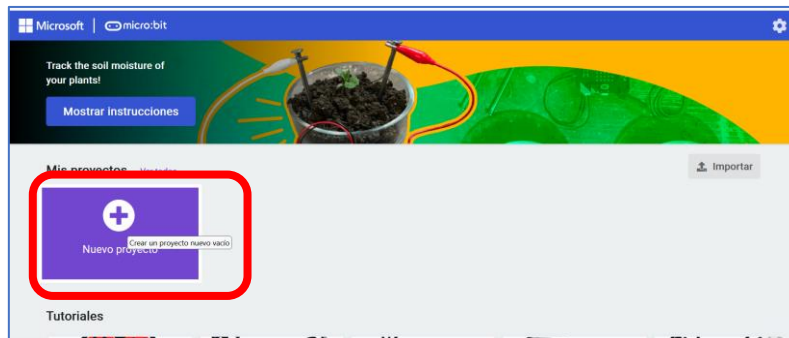 Microsoft | micro:bit
Track the soil moisture of
your plants!
Mostrar instrucciones
Mis proyectos
Importar
Crear un proyecto nuevo vacío
Nuevo proyecto
Tutoriales